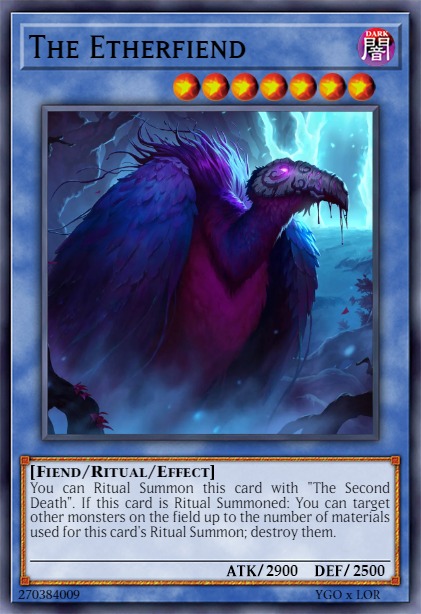 The Etherfiend
DARK
闇
[Fiend/Ritual/Effect]
You can Ritual Summon this card with "The Second
Death". If this card is Ritual Summoned: You can target
other monsters on the field up to the number of materials
used for this card's Ritual Summon; destroy them.
ATK/2900 DEF/2500
270384009 YGO x LOR